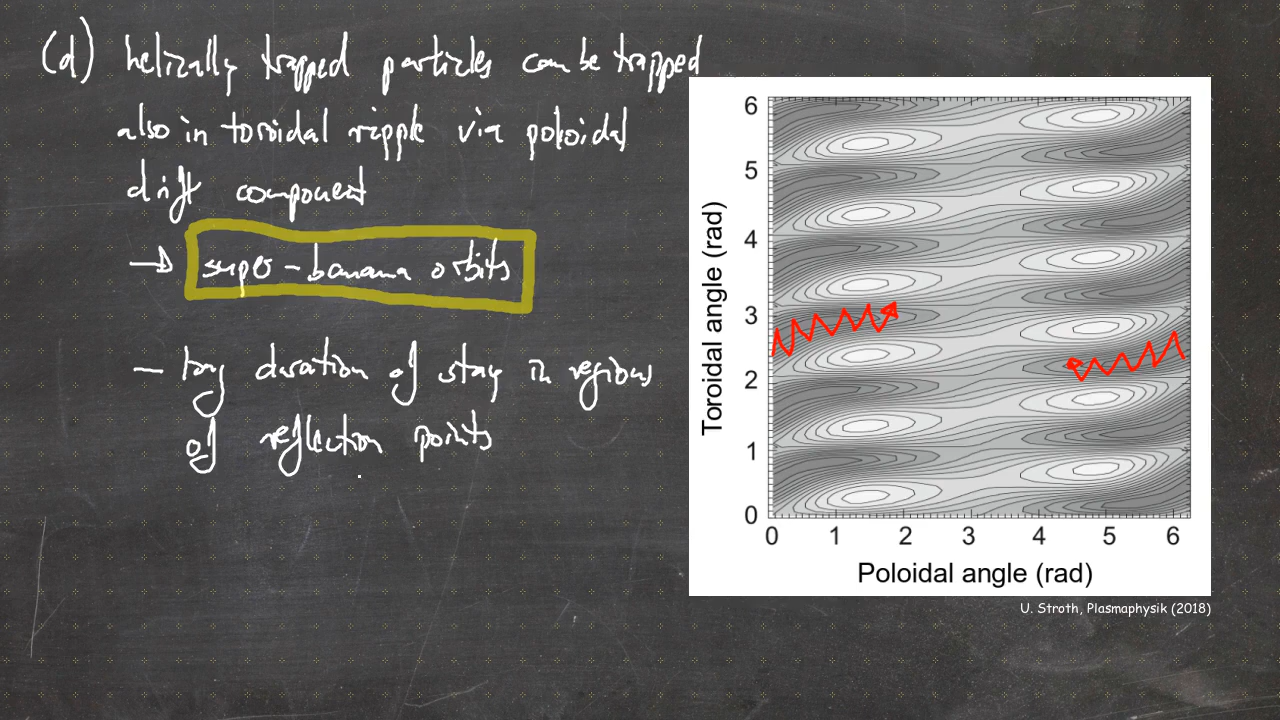 (d) helically trapped particles can be trapped
also in toroidal ripple via poloidal
drift component
→ super-banana orbits
- long duration of stay in regions
of reflection points
Toroidal angle (rad)
6
5
4
3
2
1
0
0 1 2 3 4 5 6
Poloidal angle (rad)
U. Stroth, Plasmaphysik (2018)